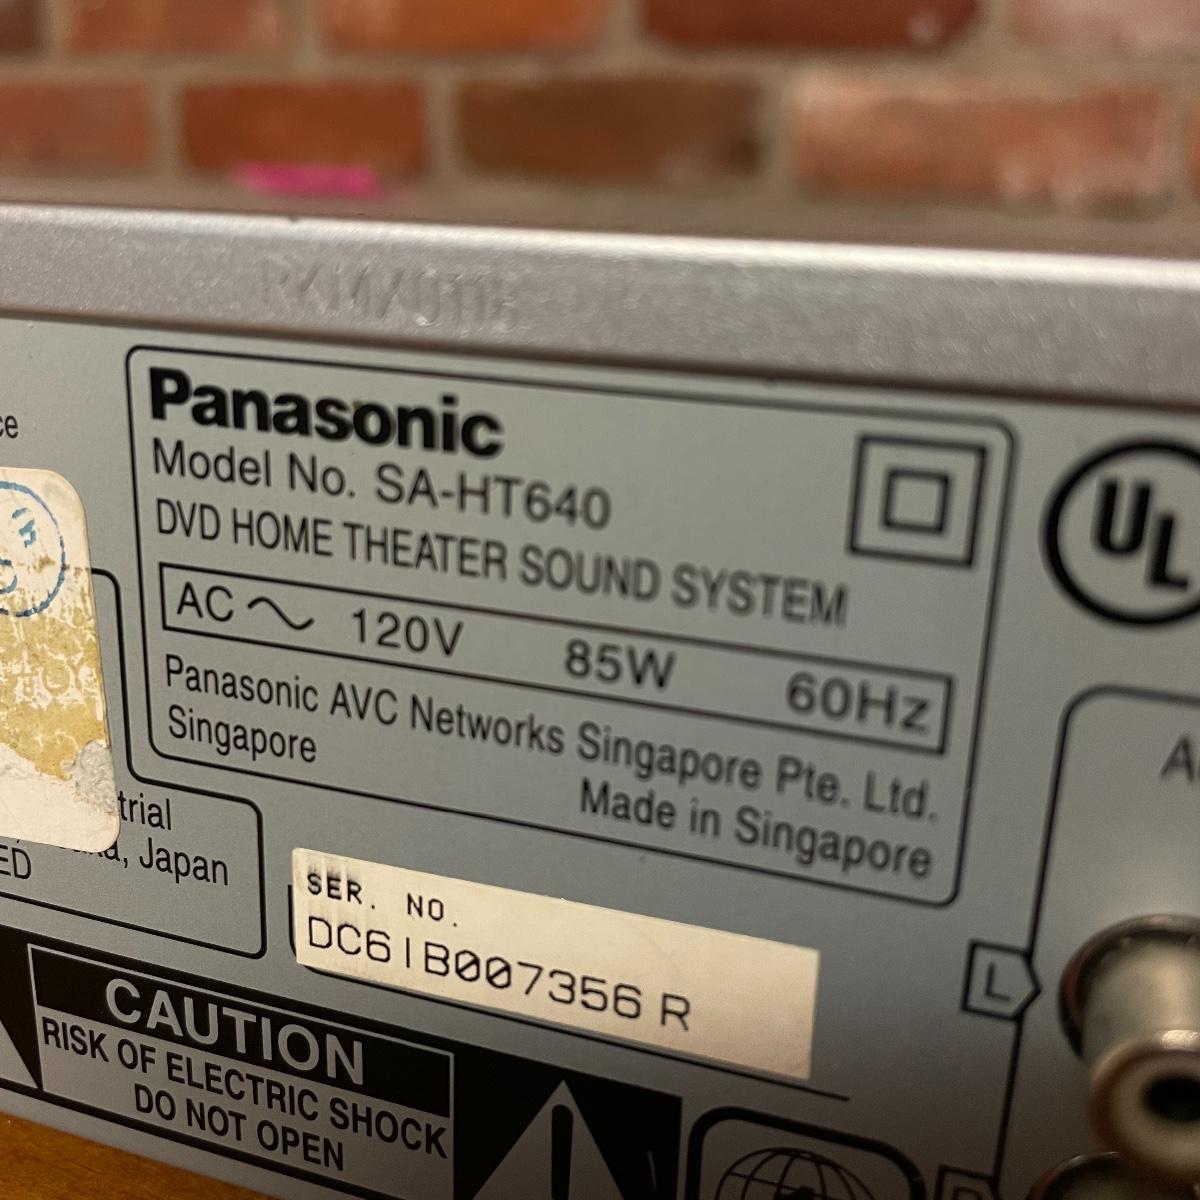 Panasonic
Model No. SA-HT640
DVD HOME THEATER SOUND SYSTEM
AC 120V 85W 60Hz
Panasonic AVC Networks Singapore Pte. Ltd.
Singapore
Made in Singapore
UL
trial
Japan
SER. NO.
DC61B007356 R
L
CAUTION
RISK OF ELECTRIC SHOCK
DO NOT OPEN